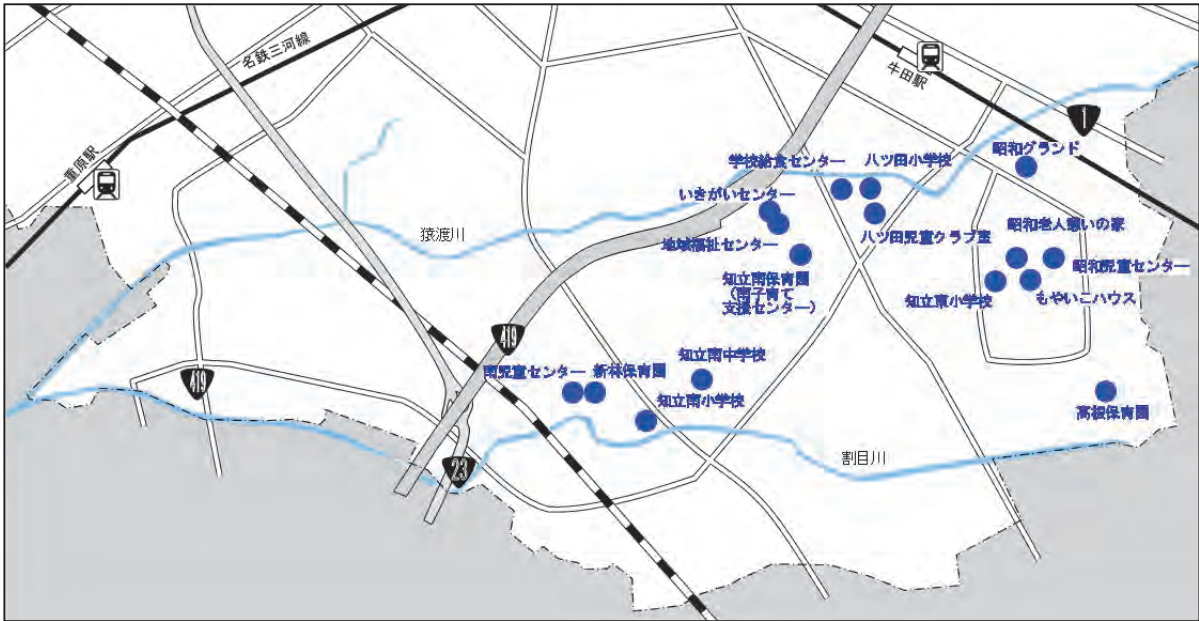 名鉄三河線
重原駅
牛田駅
1
昭和グランド
学校給食センター
八ツ田小学校
いきがいセンター
八ツ田児童クラブ室
地域福祉センター
知立南保育園
(南子育て
支援センター)
昭和老人憩いの家
昭和児童センター
知立東小学校
もやいこハウス
猿渡川
419
419
知立南中学校
南児童センター
新林保育園
知立南小学校
高根保育園
割目川
23